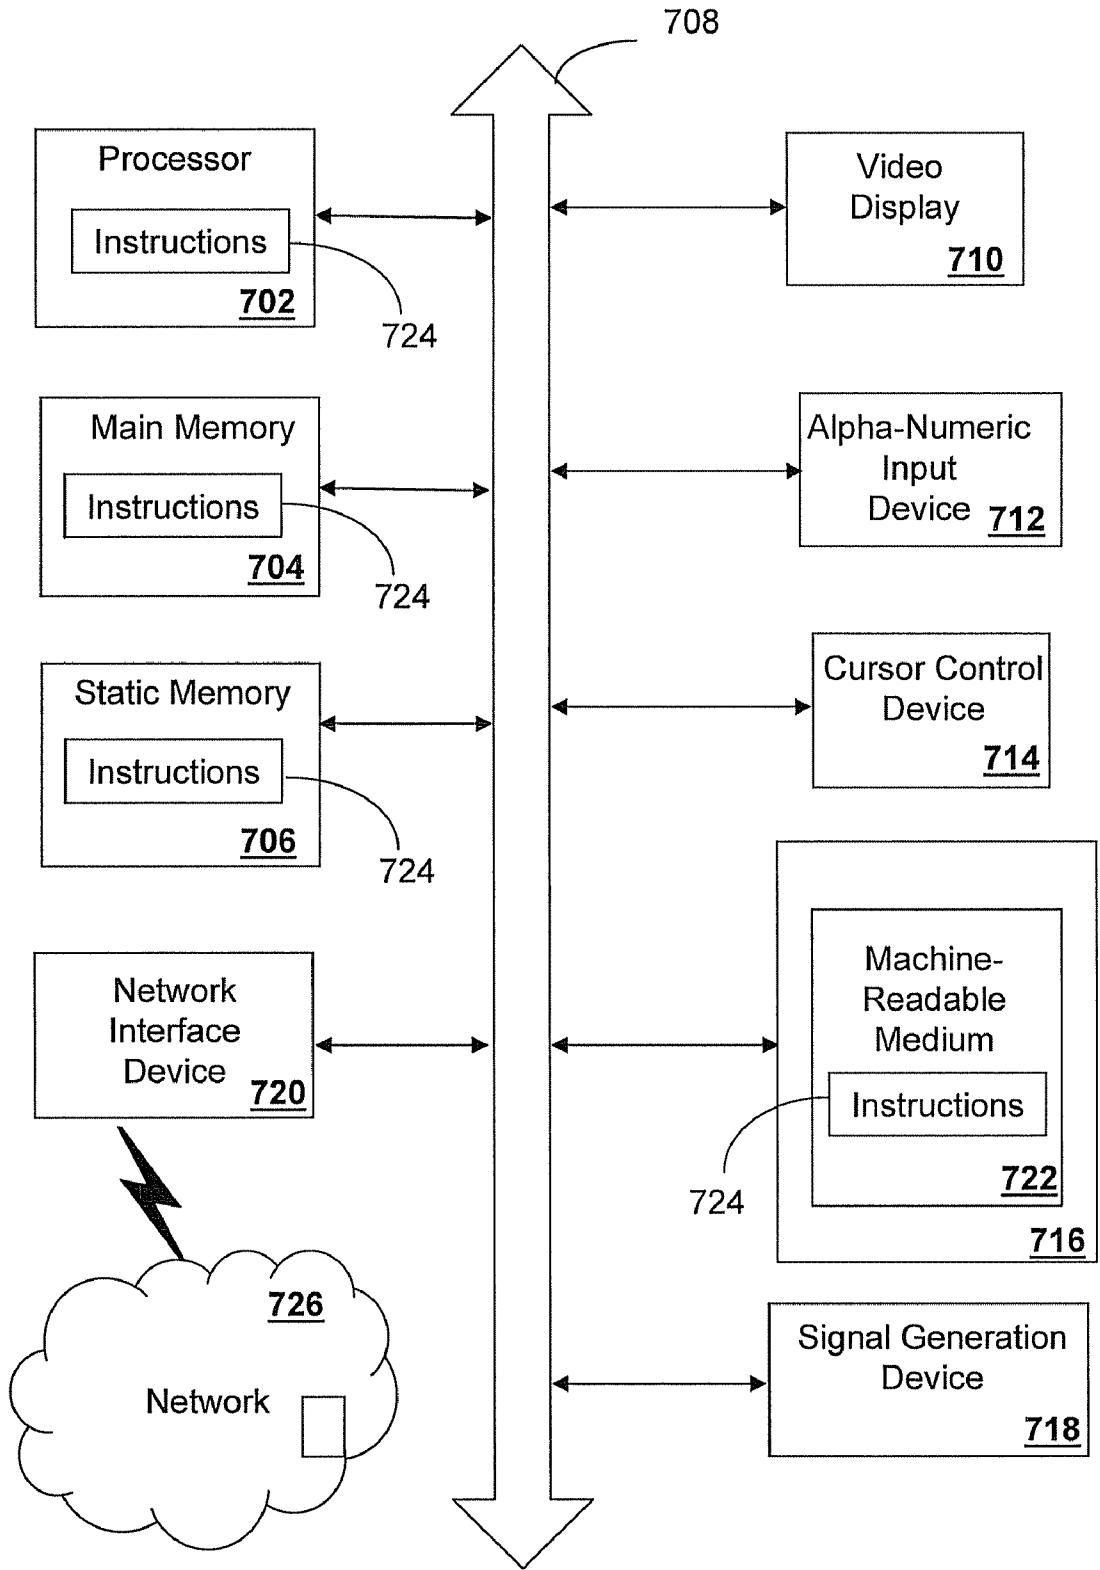 708
Processor
Instructions
702
724
Main Memory
Instructions
704
724
Static Memory
Instructions
706
724
Network
Interface
Device
720
726
Network
Video
Display
710
Alpha-Numeric
Input
Device
712
Cursor Control
Device
714
Machine-
Readable
Medium
Instructions
724
722
716
Signal Generation
Device
718